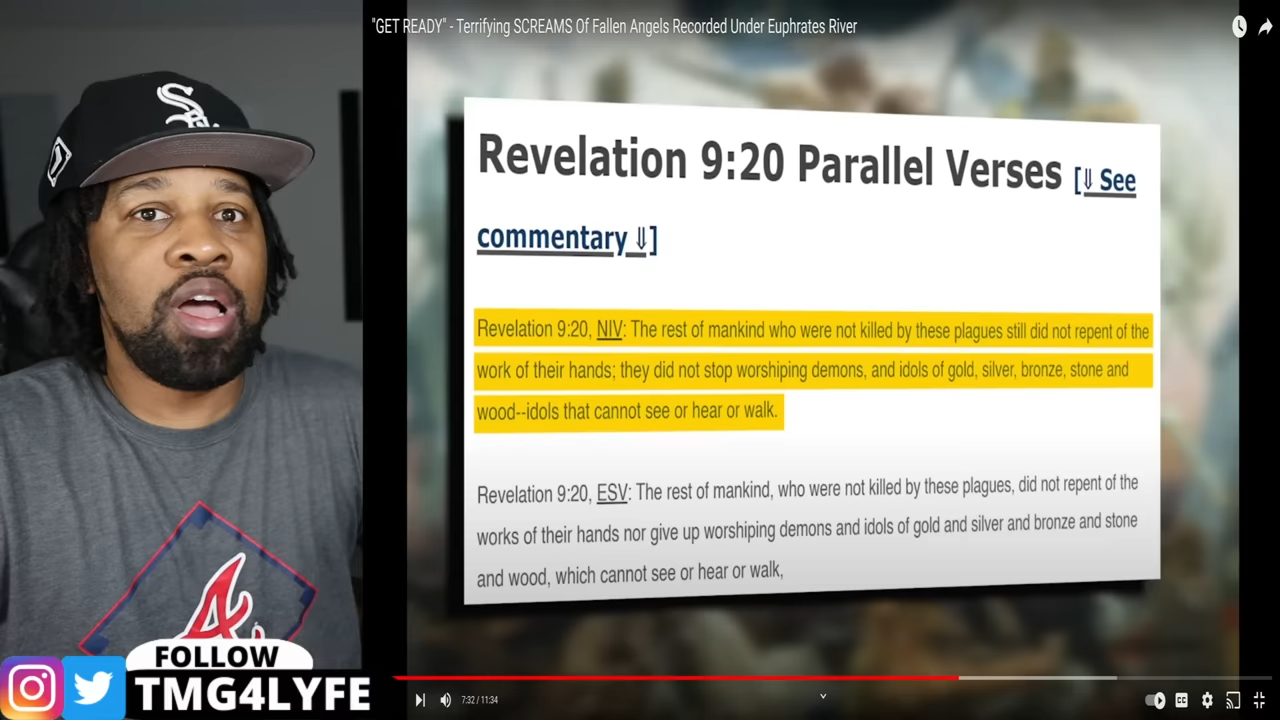 "GET READY" - Terrifying SCREAMS Of Fallen Angels Recorded Under Euphrates River
Revelation 9:20 Parallel Verses [⇓ See
commentary ⇓]
Revelation 9:20, NIV: The rest of mankind who were not killed by these plagues still did not repent of the
work of their hands; they did not stop worshiping demons, and idols of gold, silver, bronze, stone and
wood--idols that cannot see or hear or walk.
Revelation 9:20, ESV: The rest of mankind, who were not killed by these plagues, did not repent of the
works of their hands nor give up worshiping demons and idols of gold and silver and bronze and stone
and wood, which cannot see or hear or walk,
FOLLOW
TMG4LYFE
7:32 / 11:34
CC